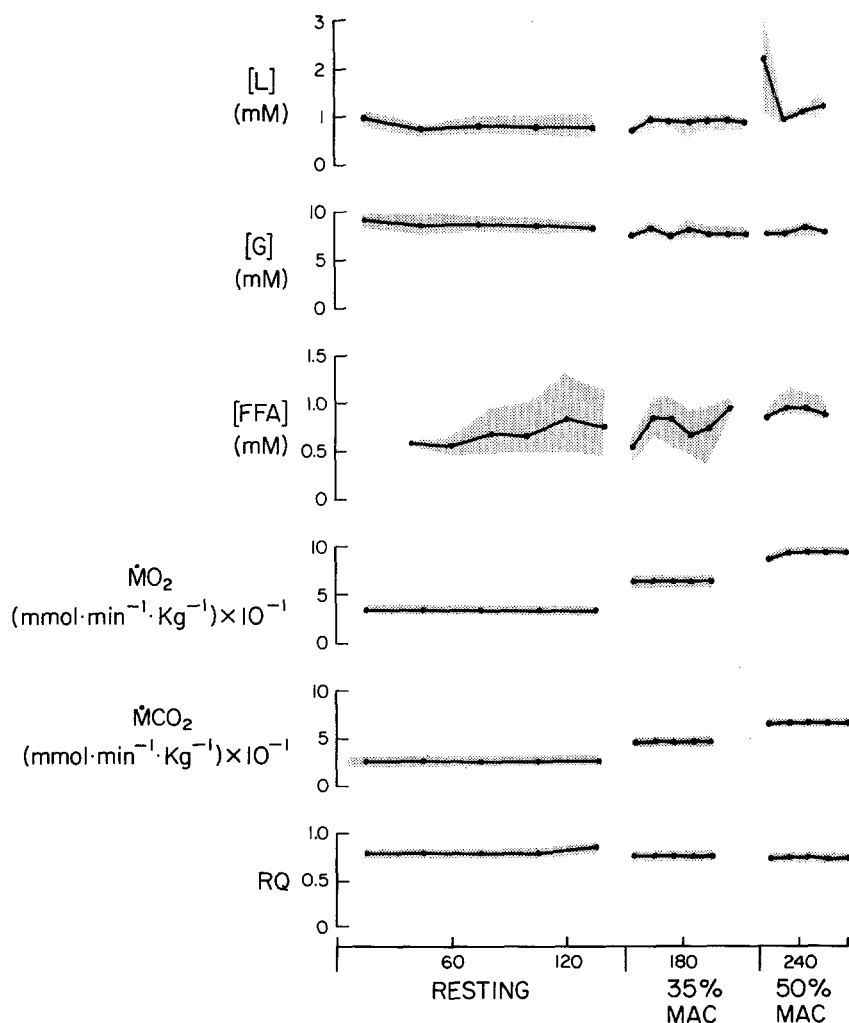 3
2
1
0
[L]
(mM)
10
5
0
[G]
(mM)
1.5
1.0
0.5
0
[FFA]
(mM)
10
5
0
ṀO₂
(mmol·min⁻¹·Kg⁻¹)×10⁻¹
10
5
0
ṀCO₂
(mmol·min⁻¹·Kg⁻¹)×10⁻¹
1.0
0.5
0
RQ
60 120 180 240
RESTING 35% 50%
MAC MAC